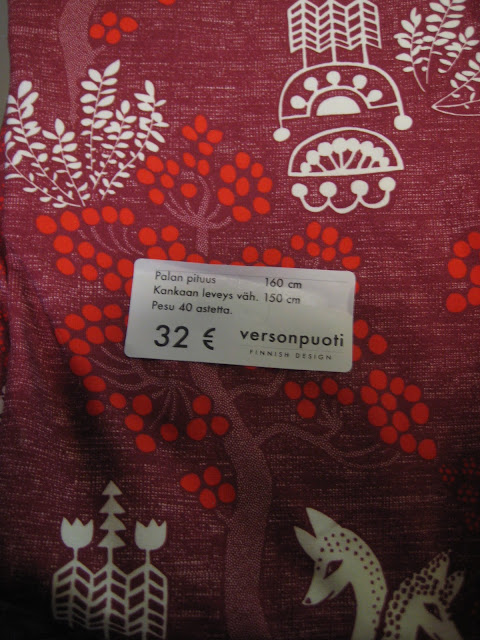 Palan pituus 160 cm
Kankaan leveys väh. 150 cm
Pesu 40 astetta.
32 € versonpuoti
FINNISH DESIGN